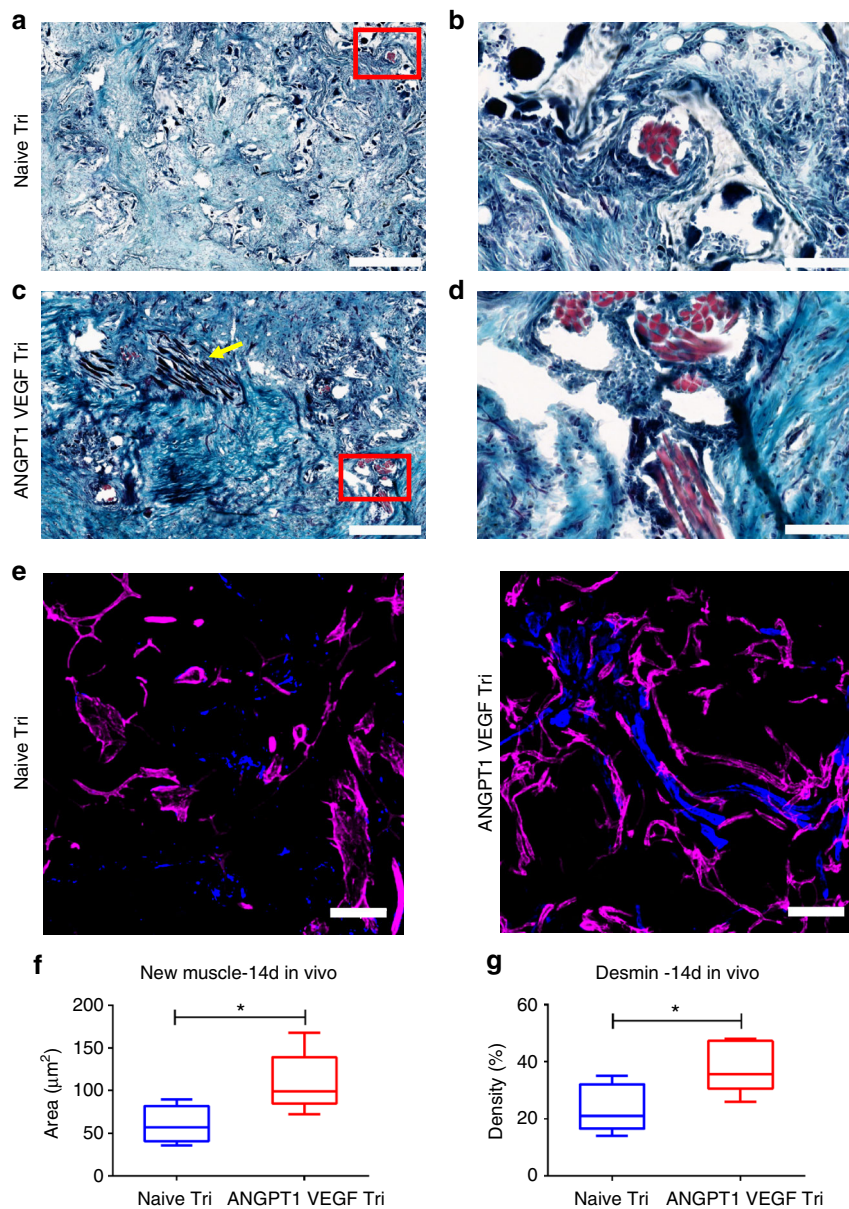 a
b
Naive Tri
c
d
ANGPT1 VEGF Tri
e
Naive Tri
ANGPT1 VEGF Tri
f
New muscle-14d in vivo
200
150
100
50
0
Area (μm²)
*
Naive Tri
ANGPT1 VEGF Tri
g
Desmin -14d in vivo
60
40
20
0
Density (%)
*
Naive Tri
ANGPT1 VEGF Tri